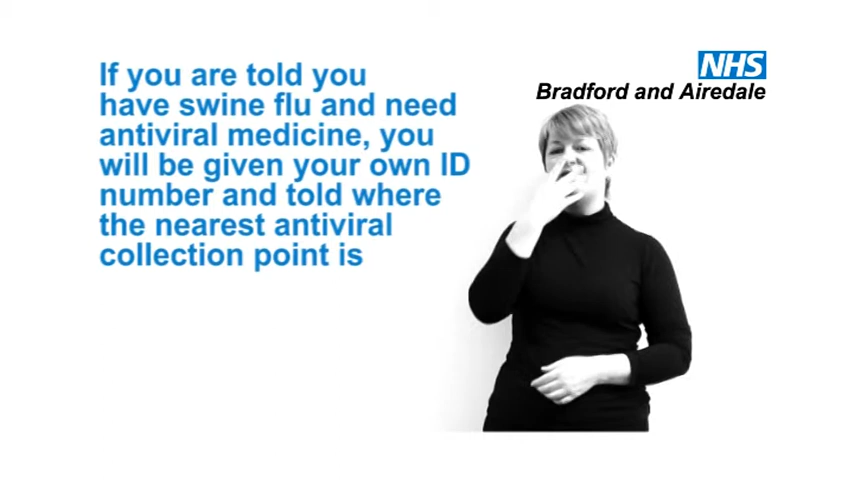 If you are told you
have swine flu and need
antiviral medicine, you
will be given your own ID
number and told where
the nearest antiviral
collection point is
NHS
Bradford and Airedale